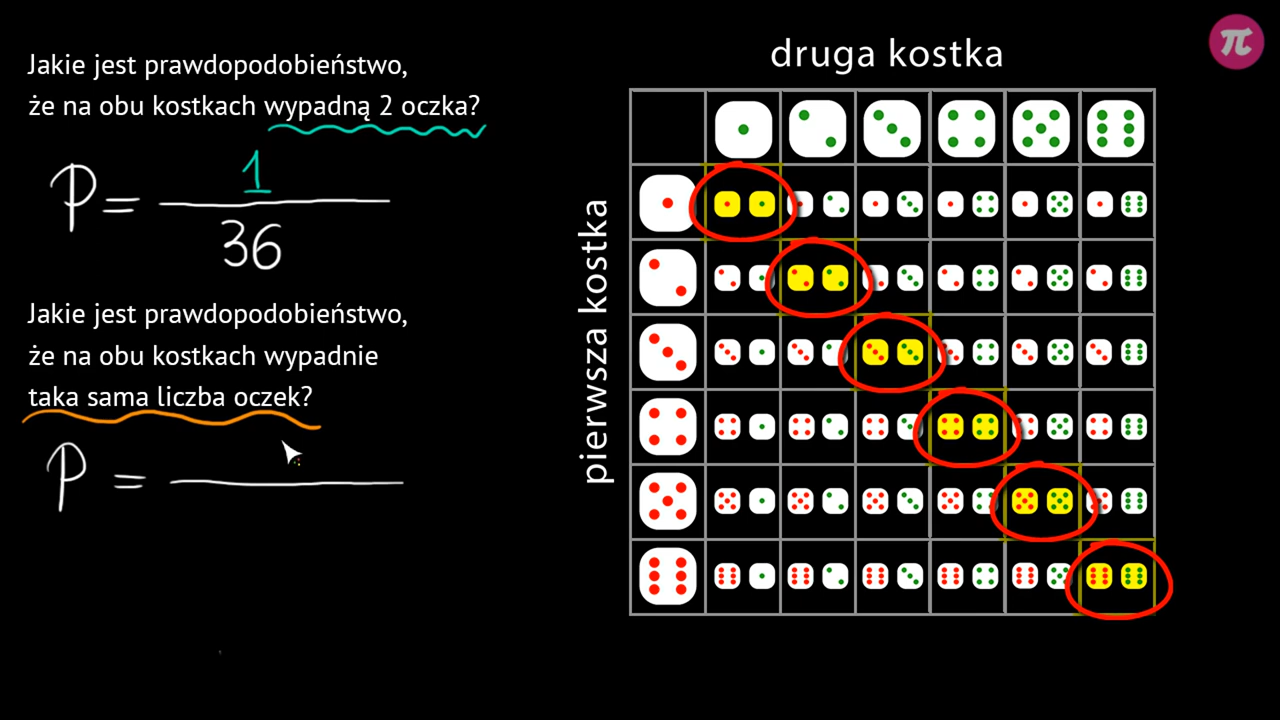 Jakie jest prawdopodobieństwo,
że na obu kostkach wypadną 2 oczka?
P = 1
36
Jakie jest prawdopodobieństwo,
że na obu kostkach wypadnie
taka sama liczba oczek?
P =
druga kostka
pierwsza kostka
π